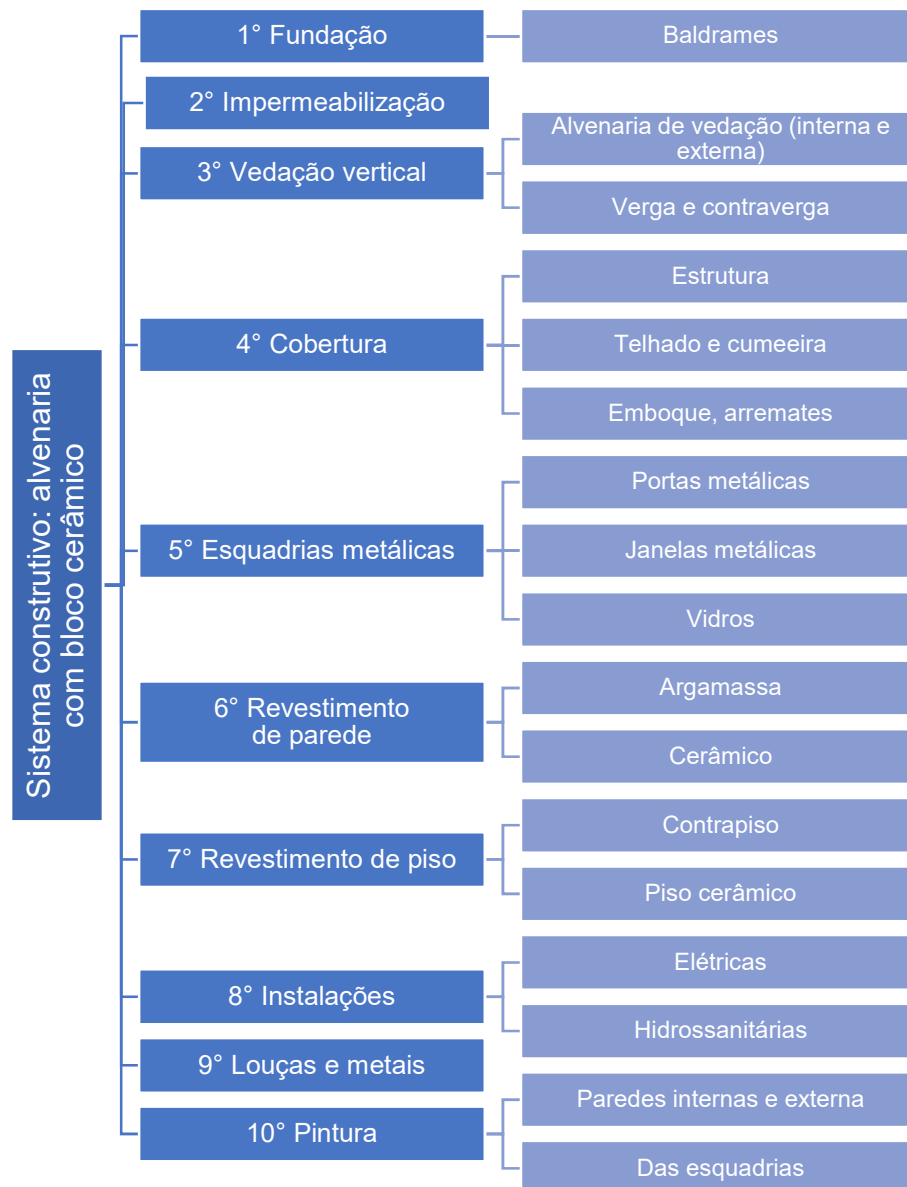 Sistema construtivo: alvenaria
com bloco cerâmico
1° Fundação
Baldrames
2° Impermeabilização
3° Vedação vertical
Alvenaria de vedação (interna e
externa)
Verga e contraverga
4° Cobertura
Estrutura
Telhado e cumeeira
Emboque, arremates
5° Esquadrias metálicas
Portas metálicas
Janelas metálicas
Vidros
6° Revestimento
de parede
Argamassa
Cerâmico
7° Revestimento de piso
Contrapiso
Piso cerâmico
8° Instalações
Elétricas
Hidrossanitárias
9° Louças e metais
10° Pintura
Paredes internas e externa
Das esquadrias